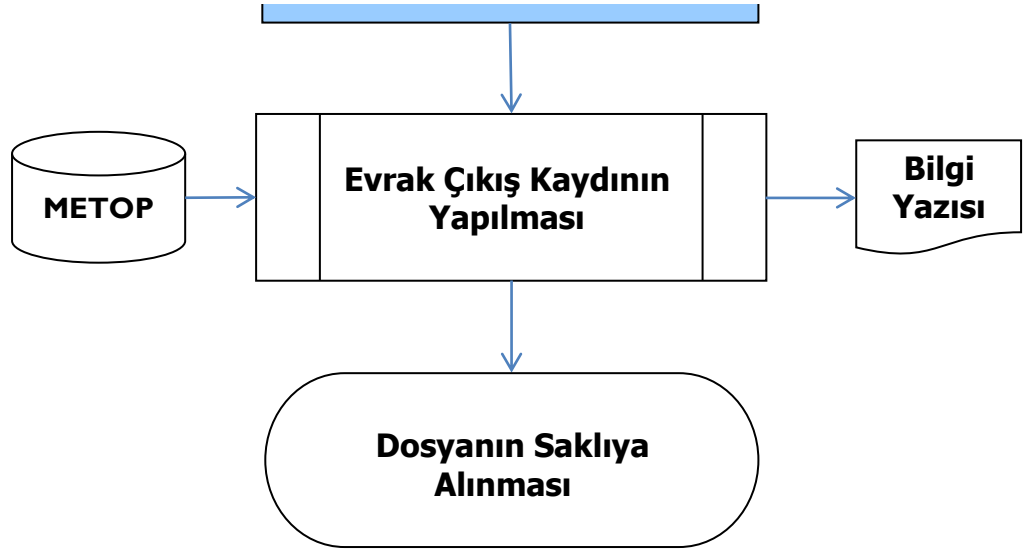 METOP
Evrak Çıkış Kaydının
Yapılması
Bilgi
Yazısı
Dosyanın Saklıya
Alınması